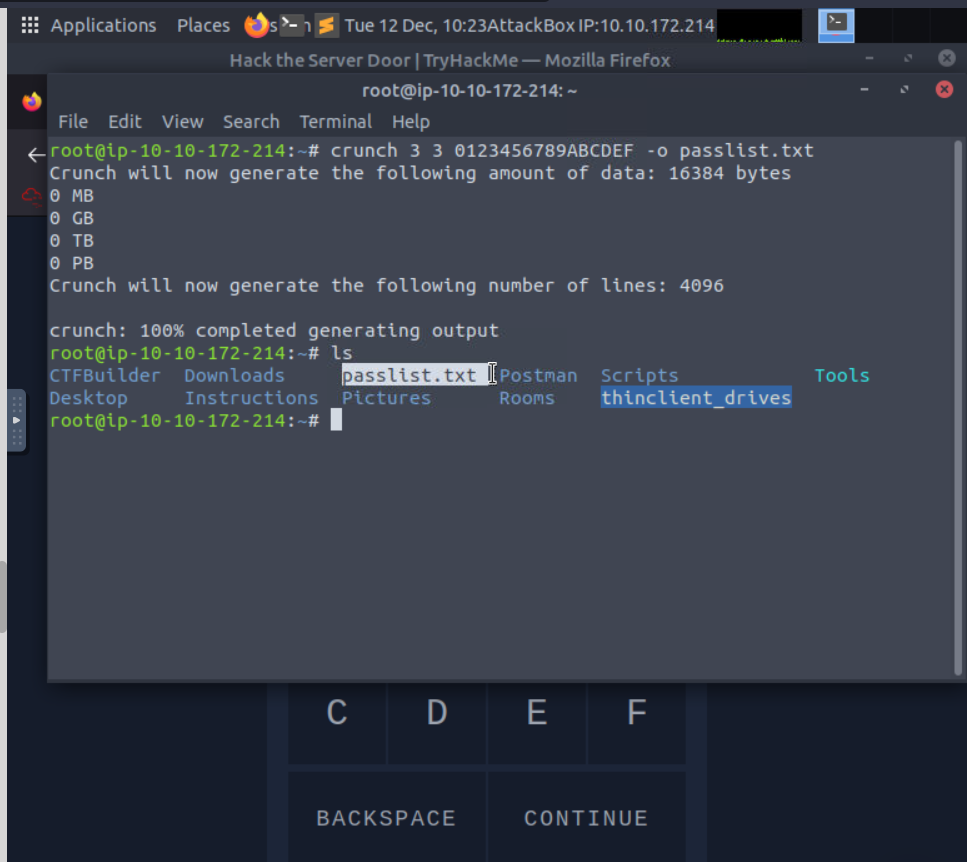 Applications Places Tue 12 Dec, 10:23 AttackBox IP:10.10.172.214
Hack the Server Door | TryHackMe — Mozilla Firefox
root@ip-10-10-172-214: ~
File Edit View Search Terminal Help
root@ip-10-10-172-214:~# crunch 3 3 0123456789ABCDEF -o passlist.txt
Crunch will now generate the following amount of data: 16384 bytes
0 MB
0 GB
0 TB
0 PB
Crunch will now generate the following number of lines: 4096
crunch: 100% completed generating output
root@ip-10-10-172-214:~# ls
CTFBuilder Downloads passlist.txt Postman Scripts Tools
Desktop Instructions Pictures Rooms thinclient_drives
root@ip-10-10-172-214:~#
C D E F
BACKSPACE CONTINUE